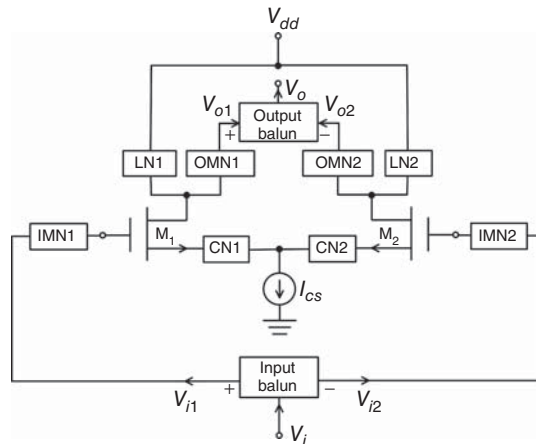 V_dd
V_o
V_o1
Output balun
V_o2
+
−
LN1
OMN1
OMN2
LN2
IMN1
M_1
CN1
CN2
M_2
IMN2
I_cs
Input balun
+
−
V_i1
V_i2
V_i